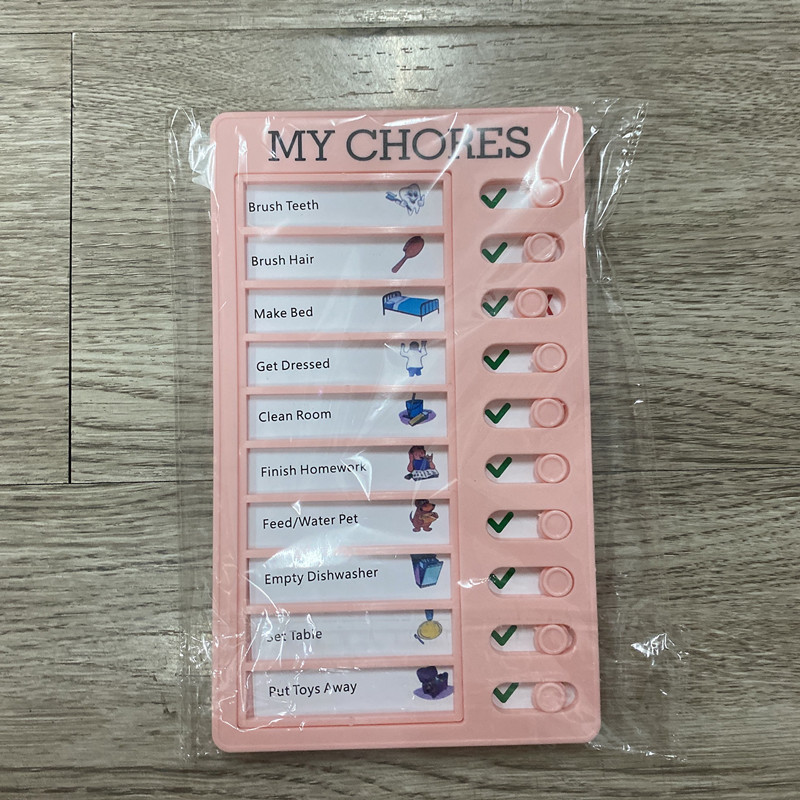 MY CHORES
Brush Teeth
Brush Hair
Make Bed
Get Dressed
Clean Room
Finish Homework
Feed/Water Pet
Empty Dishwasher
Set Table
Put Toys Away